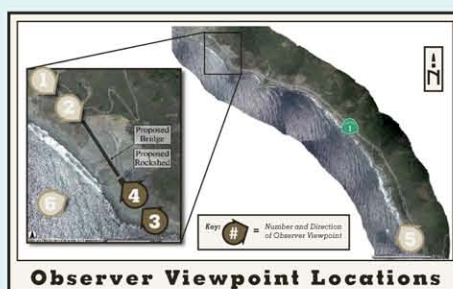 N
1
2
Proposed
Bridge
Proposed
Rockshed
1
4
3
6
Key:
#
=
Number and Direction
of Observer Viewpoint
5
Observer Viewpoint Locations